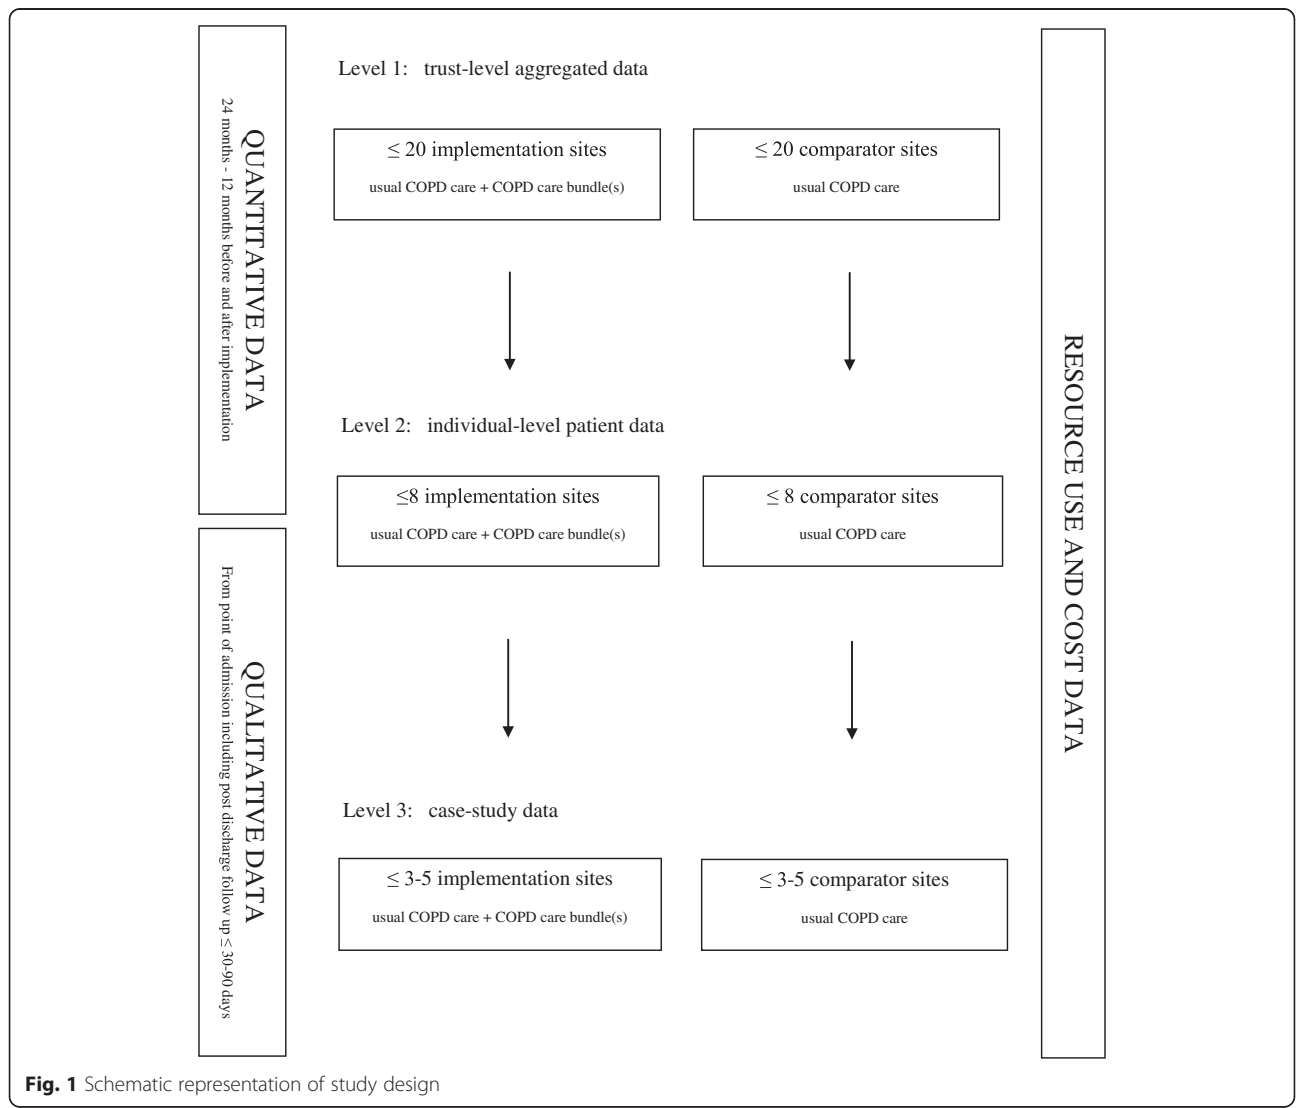 QUANTITATIVE DATA
24 months - 12 months before and after implementation
QUALITATIVE DATA
From point of admission including post discharge follow up ≤ 30-90 days
Level 1: trust-level aggregated data
≤ 20 implementation sites
usual COPD care + COPD care bundle(s)
≤ 20 comparator sites
usual COPD care
Level 2: individual-level patient data
≤8 implementation sites
usual COPD care + COPD care bundle(s)
≤ 8 comparator sites
usual COPD care
Level 3: case-study data
≤ 3-5 implementation sites
usual COPD care + COPD care bundle(s)
≤ 3-5 comparator sites
usual COPD care
RESOURCE USE AND COST DATA
Fig. 1 Schematic representation of study design